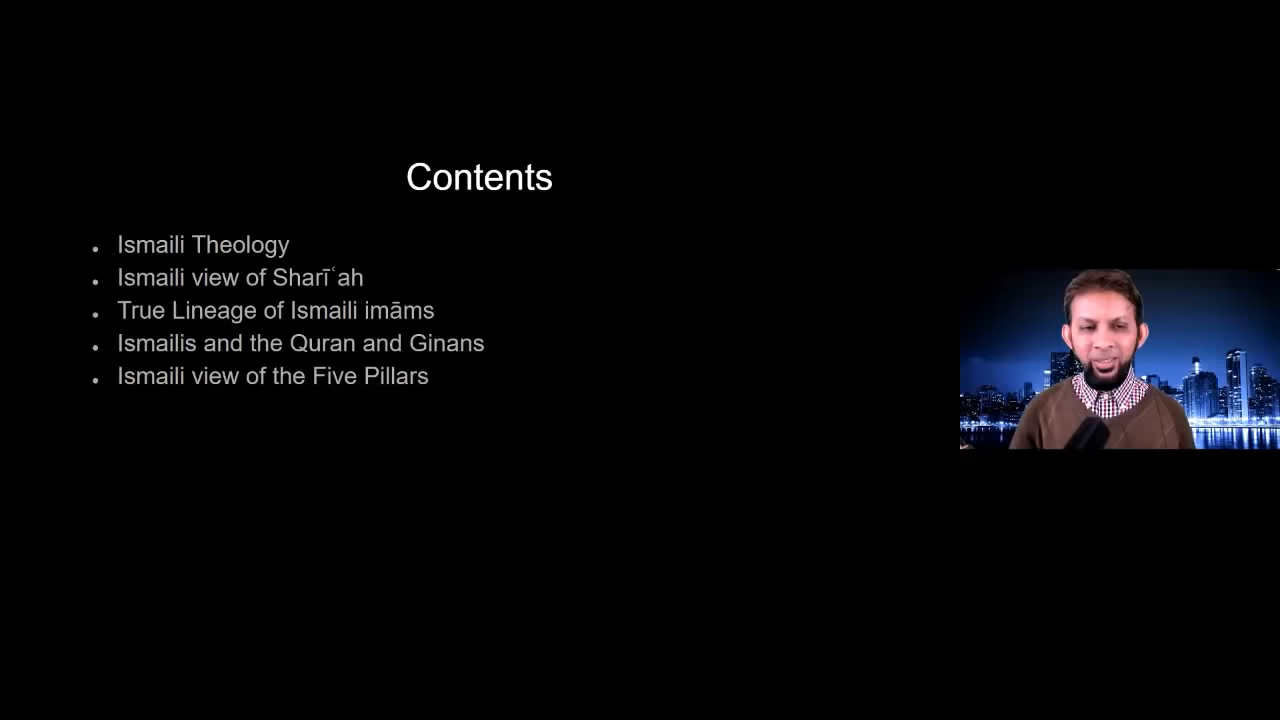 Contents
• Ismaili Theology
• Ismaili view of Sharīʿah
• True Lineage of Ismaili imāms
• Ismailis and the Quran and Ginans
• Ismaili view of the Five Pillars